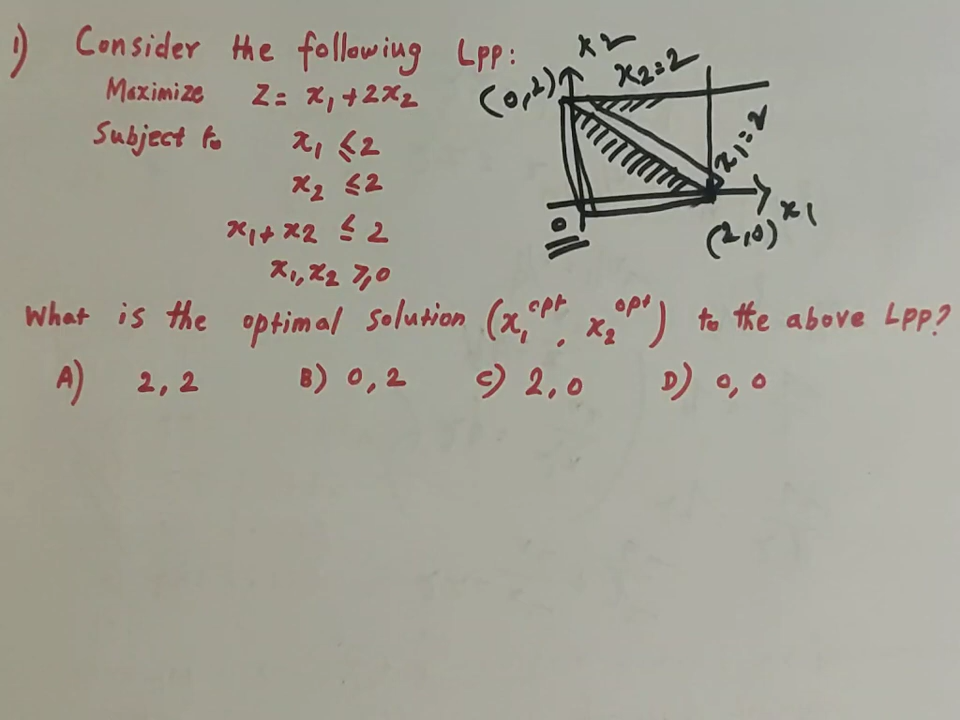 1) Consider the following Lpp:
Maximize Z = x₁ + 2x₂
Subject to x₁ ≤ 2
x₂ ≤ 2
x₁ + x₂ ≤ 2
x₁, x₂ ≥ 0
x2
x₂ = 2
(0, 2)
x₁ = 2
0
(2, 0)
x₁
What is the optimal solution (x₁ᵒᵖᵗ, x₂ᵒᵖᵗ) to the above Lpp?
A) 2, 2 B) 0, 2 C) 2, 0 D) 0, 0